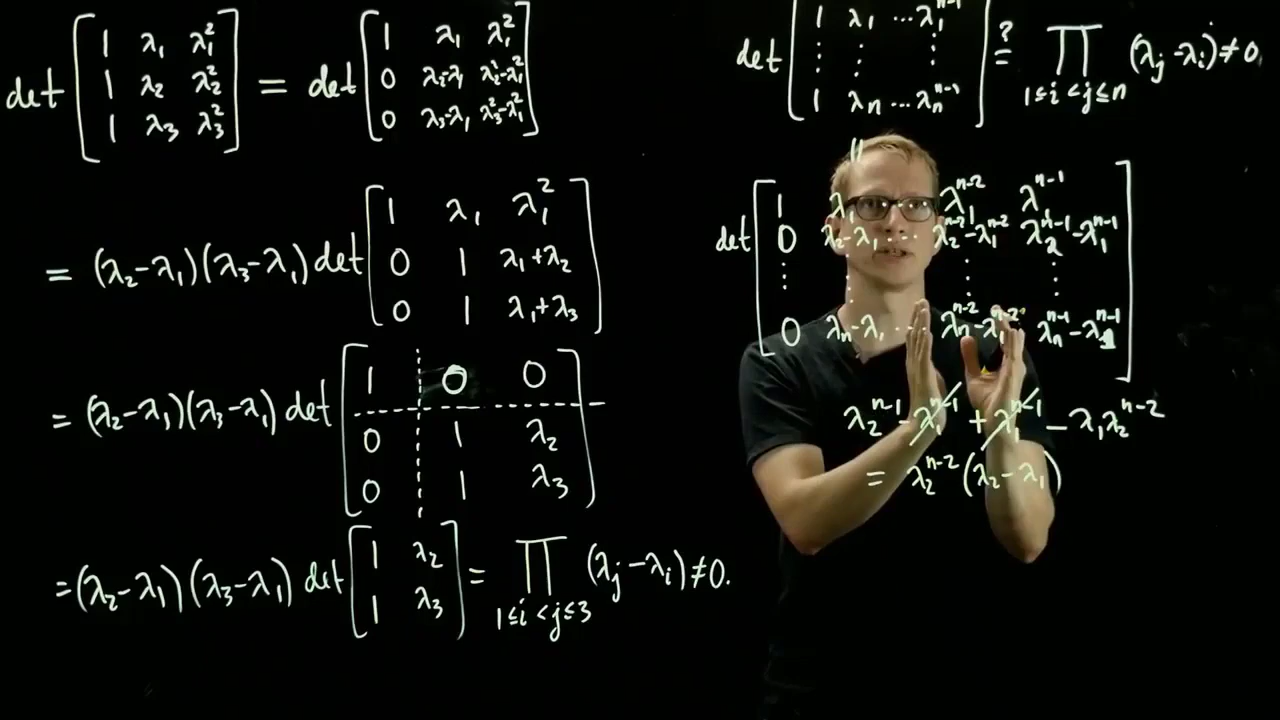 det [ 1 λ₁ λ₁² ; 1 λ₂ λ₂² ; 1 λ₃ λ₃² ] = det [ 1 λ₁ λ₁² ; 0 λ₂-λ₁ λ₂²-λ₁² ; 0 λ₃-λ₁ λ₃²-λ₁² ]
= (λ₂-λ₁)(λ₃-λ₁) det [ 1 λ₁ λ₁² ; 0 1 λ₁+λ₂ ; 0 1 λ₁+λ₃ ]
= (λ₂-λ₁)(λ₃-λ₁) det [ 1 0 0 ; 0 1 λ₂ ; 0 1 λ₃ ]
= (λ₂-λ₁)(λ₃-λ₁) det [ 1 λ₂ ; 1 λ₃ ] = ∏ 1≤i<j≤3 (λⱼ-λᵢ) ≠ 0.
det [ 1 λ₁ ... λ₁ⁿ⁻¹ ; ⋮ ⋮ ⋮ ; 1 λₙ ... λₙⁿ⁻¹ ] =? ∏ 1≤i<j≤n (λⱼ-λᵢ) ≠ 0.
||
det [ 1 λ₁ ... λ₁ⁿ⁻² λ₁ⁿ⁻¹ ; 0 λ₂-λ₁ ... λ₂ⁿ⁻²-λ₁ⁿ⁻² λ₂ⁿ⁻¹-λ₁ⁿ⁻¹ ; ⋮ ⋮ ⋮ ⋮ ; 0 λₙ-λ₁ ... λₙⁿ⁻²-λ₁ⁿ⁻² λₙⁿ⁻¹-λ₁ⁿ⁻¹ ]
λ₂ⁿ⁻¹ - λ₁ⁿ⁻¹ + λ₁ⁿ⁻¹ - λ₁λ₂ⁿ⁻²
= λ₂ⁿ⁻² (λ₂-λ₁)